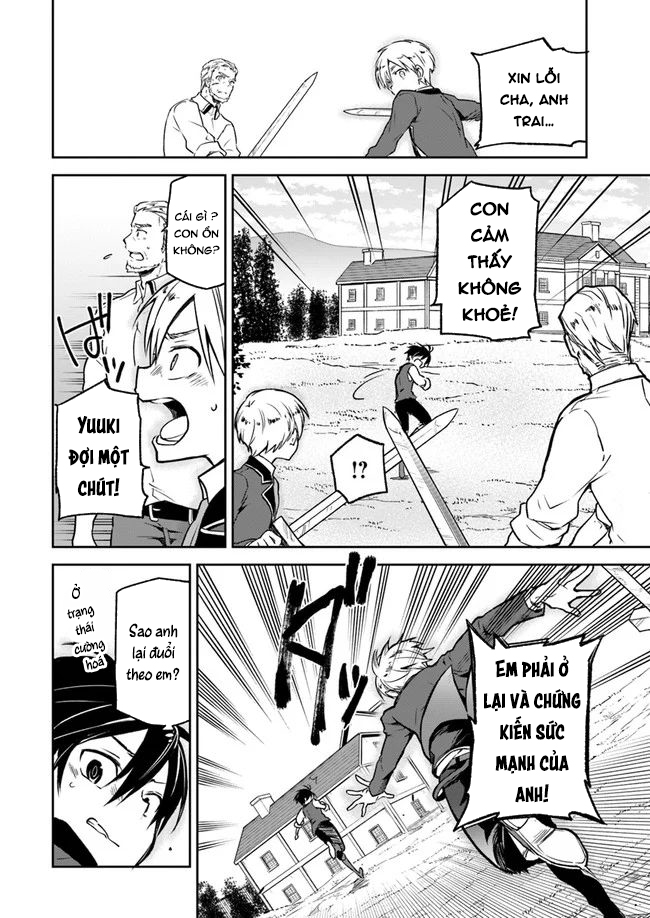 XIN LỖI
CHA, ANH
TRAI...
CON
CẢM
THẤY
KHÔNG
KHOẺ!
!?
CÁI GÌ ?
CON ỔN
KHÔNG?
YUUKI
ĐỢI MỘT
CHÚT!
EM PHẢI Ở
LẠI VÀ CHỨNG
KIẾN SỨC
MẠNH CỦA
ANH!
Sao anh
lại đuổi
theo em?
Ở
trạng
thái
cường
hoá